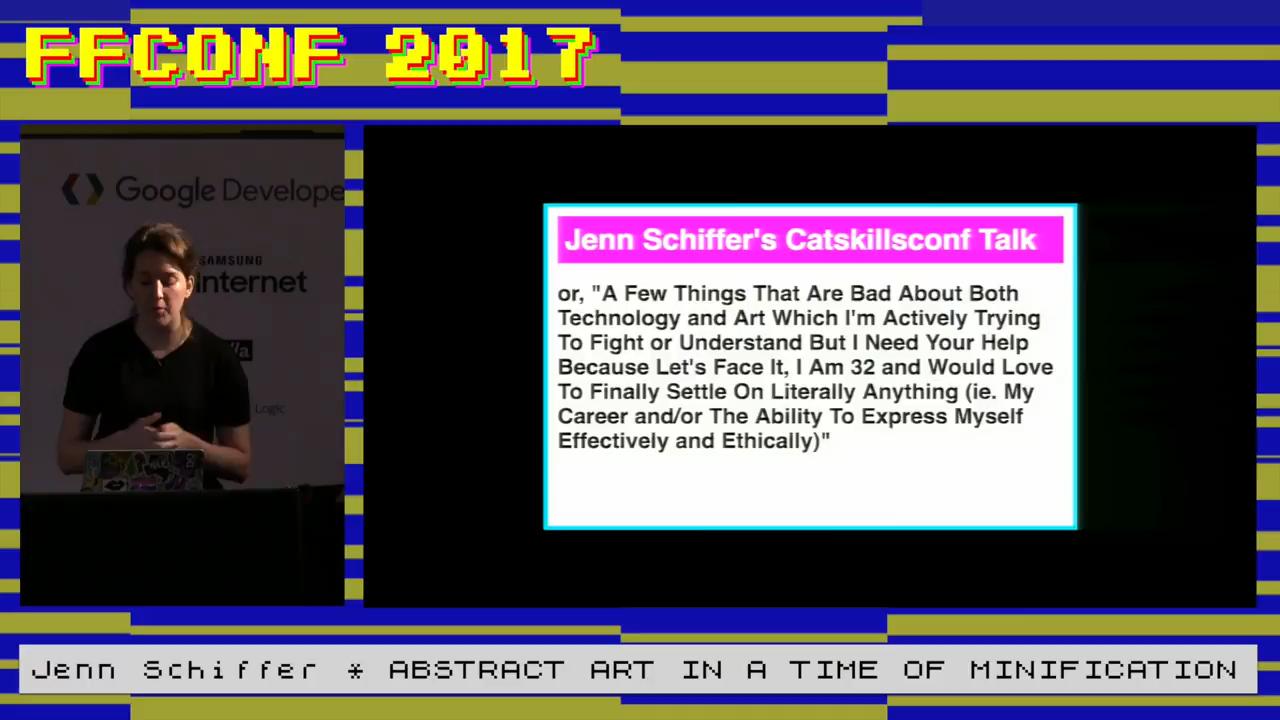 FFCONF 2017
Google Develope
SAMSUNG
internet
Logic
Jenn Schiffer's Catskillsconf Talk
or, "A Few Things That Are Bad About Both
Technology and Art Which I'm Actively Trying
To Fight or Understand But I Need Your Help
Because Let's Face It, I Am 32 and Would Love
To Finally Settle On Literally Anything (ie. My
Career and/or The Ability To Express Myself
Effectively and Ethically)"
Jenn Schiffer * ABSTRACT ART IN A TIME OF MINIFICATION